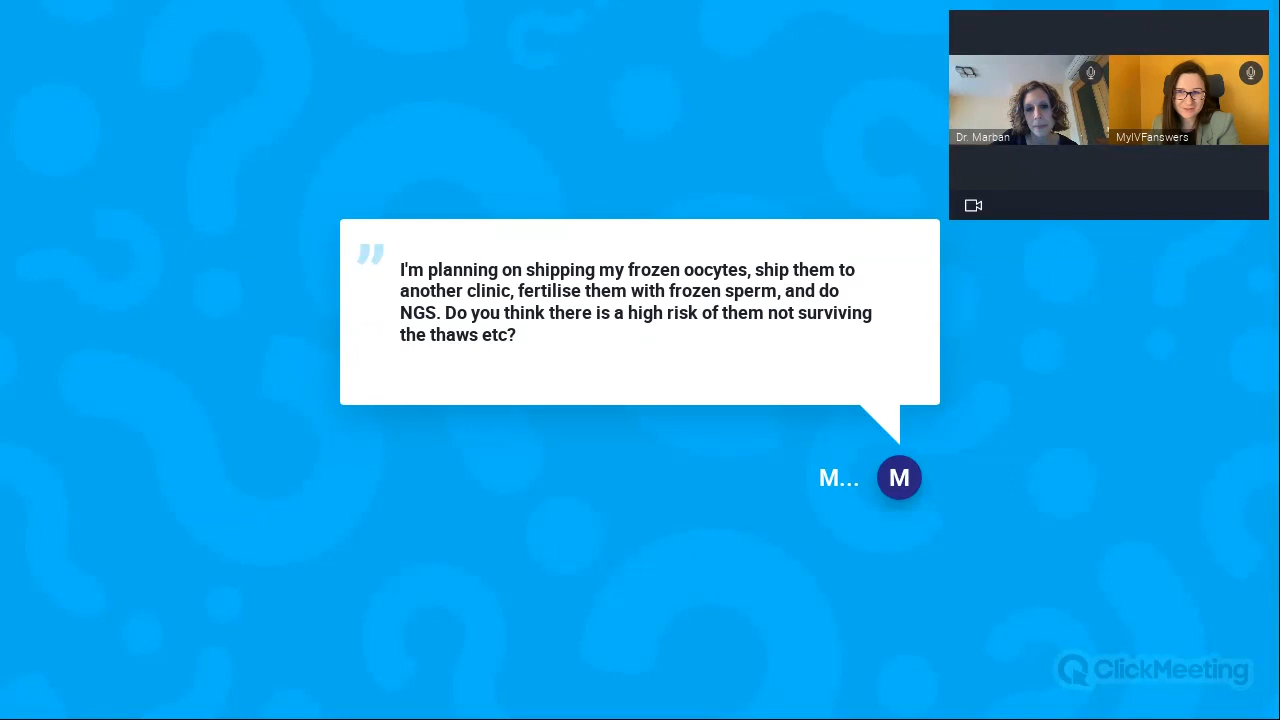 Dr. Marban
MyIVFanswers
I'm planning on shipping my frozen oocytes, ship them to
another clinic, fertilise them with frozen sperm, and do
NGS. Do you think there is a high risk of them not surviving
the thaws etc?
M... M
ClickMeeting